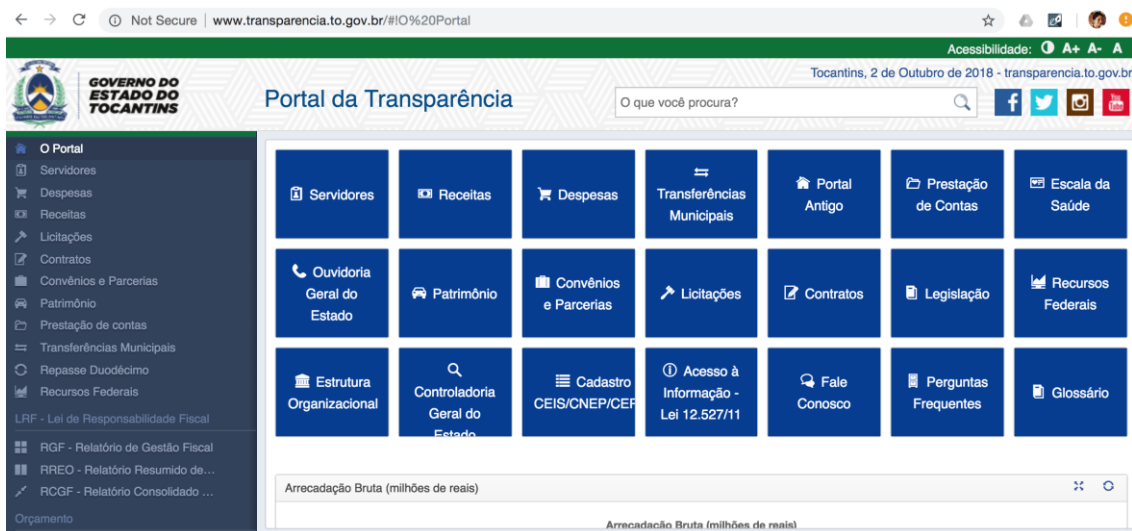 Not Secure | www.transparencia.to.gov.br/#!O%20Portal
Acessibilidade: A+ A- A
GOVERNO DO
ESTADO DO
TOCANTINS
Portal da Transparência
Tocantins, 2 de Outubro de 2018 - transparencia.to.gov.br
O que você procura?
You
O Portal
Servidores
Despesas
Receitas
Licitações
Contratos
Convênios e Parcerias
Patrimônio
Prestação de contas
Transferências Municipais
Repasse Duodécimo
Recursos Federais
LRF - Lei de Responsabilidade Fiscal
RGF - Relatório de Gestão Fiscal
RREO - Relatório Resumido de...
RCGF - Relatório Consolidado ...
Orçamento
Servidores
Receitas
Despesas
Transferências
Municipais
Portal
Antigo
Prestação
de Contas
Escala da
Saúde
Ouvidoria
Geral do
Estado
Patrimônio
Convênios
e Parcerias
Licitações
Contratos
Legislação
Recursos
Federais
Estrutura
Organizacional
Controladoria
Geral do
Estado
Cadastro
CEIS/CNEP/CEF
Acesso à
Informação -
Lei 12.527/11
Fale
Conosco
Perguntas
Frequentes
Glossário
Arrecadação Bruta (milhões de reais)
Arrecadação Bruta (milhões de reais)